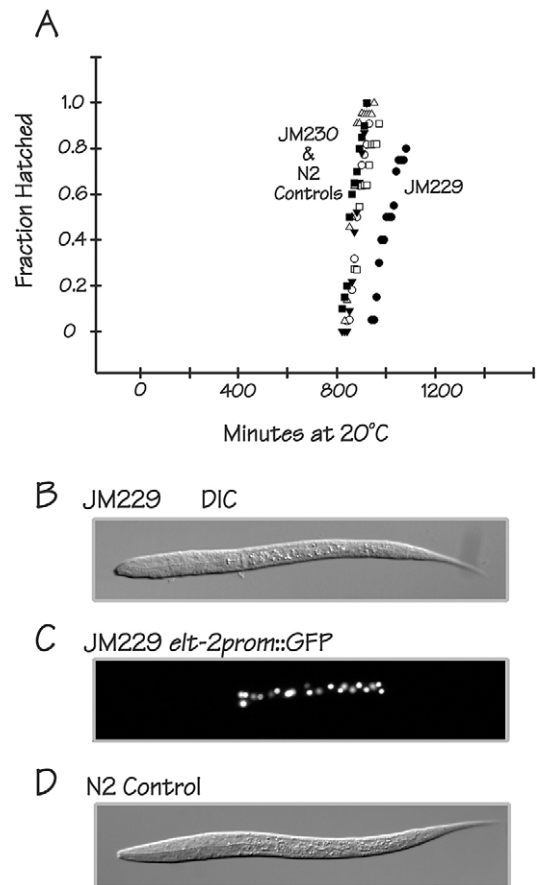 A
Fraction Hatched
1.0
0.8
0.6
0.4
0.2
0
JM230
&
N2
Controls
JM229
0 400 800 1200
Minutes at 20°C
B JM229 DIC
C JM229 elt-2prom::GFP
D N2 Control